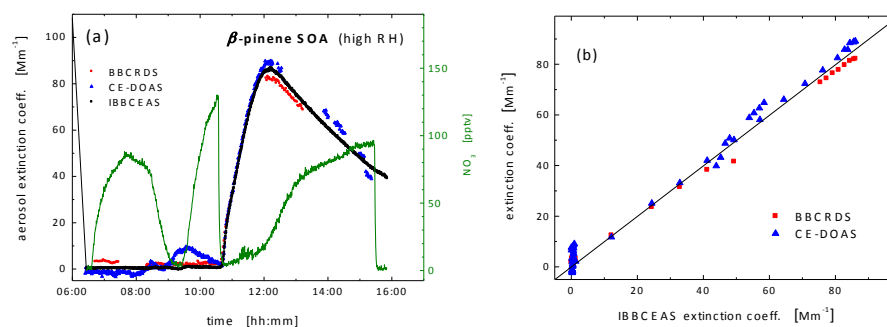 (a)
β-pinene SOA (high RH)
BBCRDS
CE-DOAS
IBBCEAS
aerosol extinction coeff. [Mm⁻¹]
100
80
60
40
20
0
06:00
08:00
10:00
12:00
14:00
16:00
time [hh:mm]
150
100
50
0
NO₃ [pptv]
(b)
extinction coeff. [Mm⁻¹]
80
60
40
20
0
BBCRDS
CE-DOAS
0
20
40
60
80
IBBCEAS extinction coeff. [Mm⁻¹]